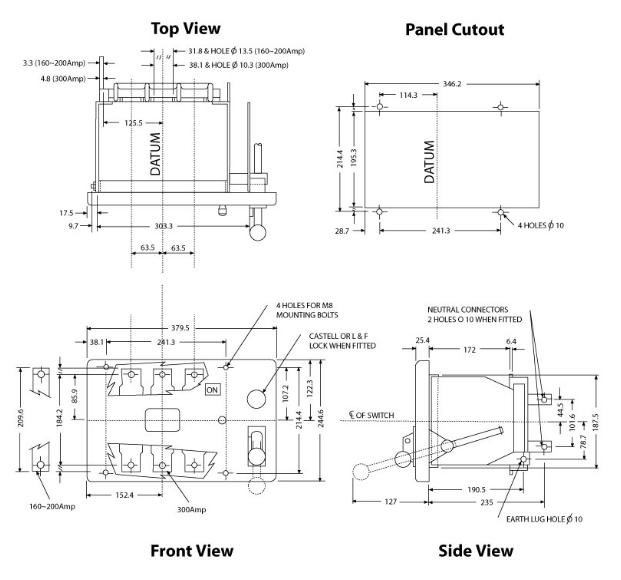 Top View
Panel Cutout
31.8 & HOLE Ø 13.5 (160~200Amp)
38.1 & HOLE Ø 10.3 (300Amp)
3.3 (160~200Amp)
4.8 (300Amp)
125.5
DATUM
17.5
9.7
303.3
63.5
63.5
346.2
114.3
214.4
195.3
DATUM
28.7
241.3
4 HOLES Ø 10
4 HOLES FOR M8
MOUNTING BOLTS
CASTELL OR L & F
LOCK WHEN FITTED
379.5
38.1
241.3
209.6
184.2
85.9
ON
107.2
122.3
214.4
244.6
152.4
160~200Amp
300Amp
NEUTRAL CONNECTORS
2 HOLES O 10 WHEN FITTED
25.4
172
6.4
℄ OF SWITCH
44.5
101.6
78.7
187.5
190.5
127
235
EARTH LUG HOLE Ø 10
Front View
Side View